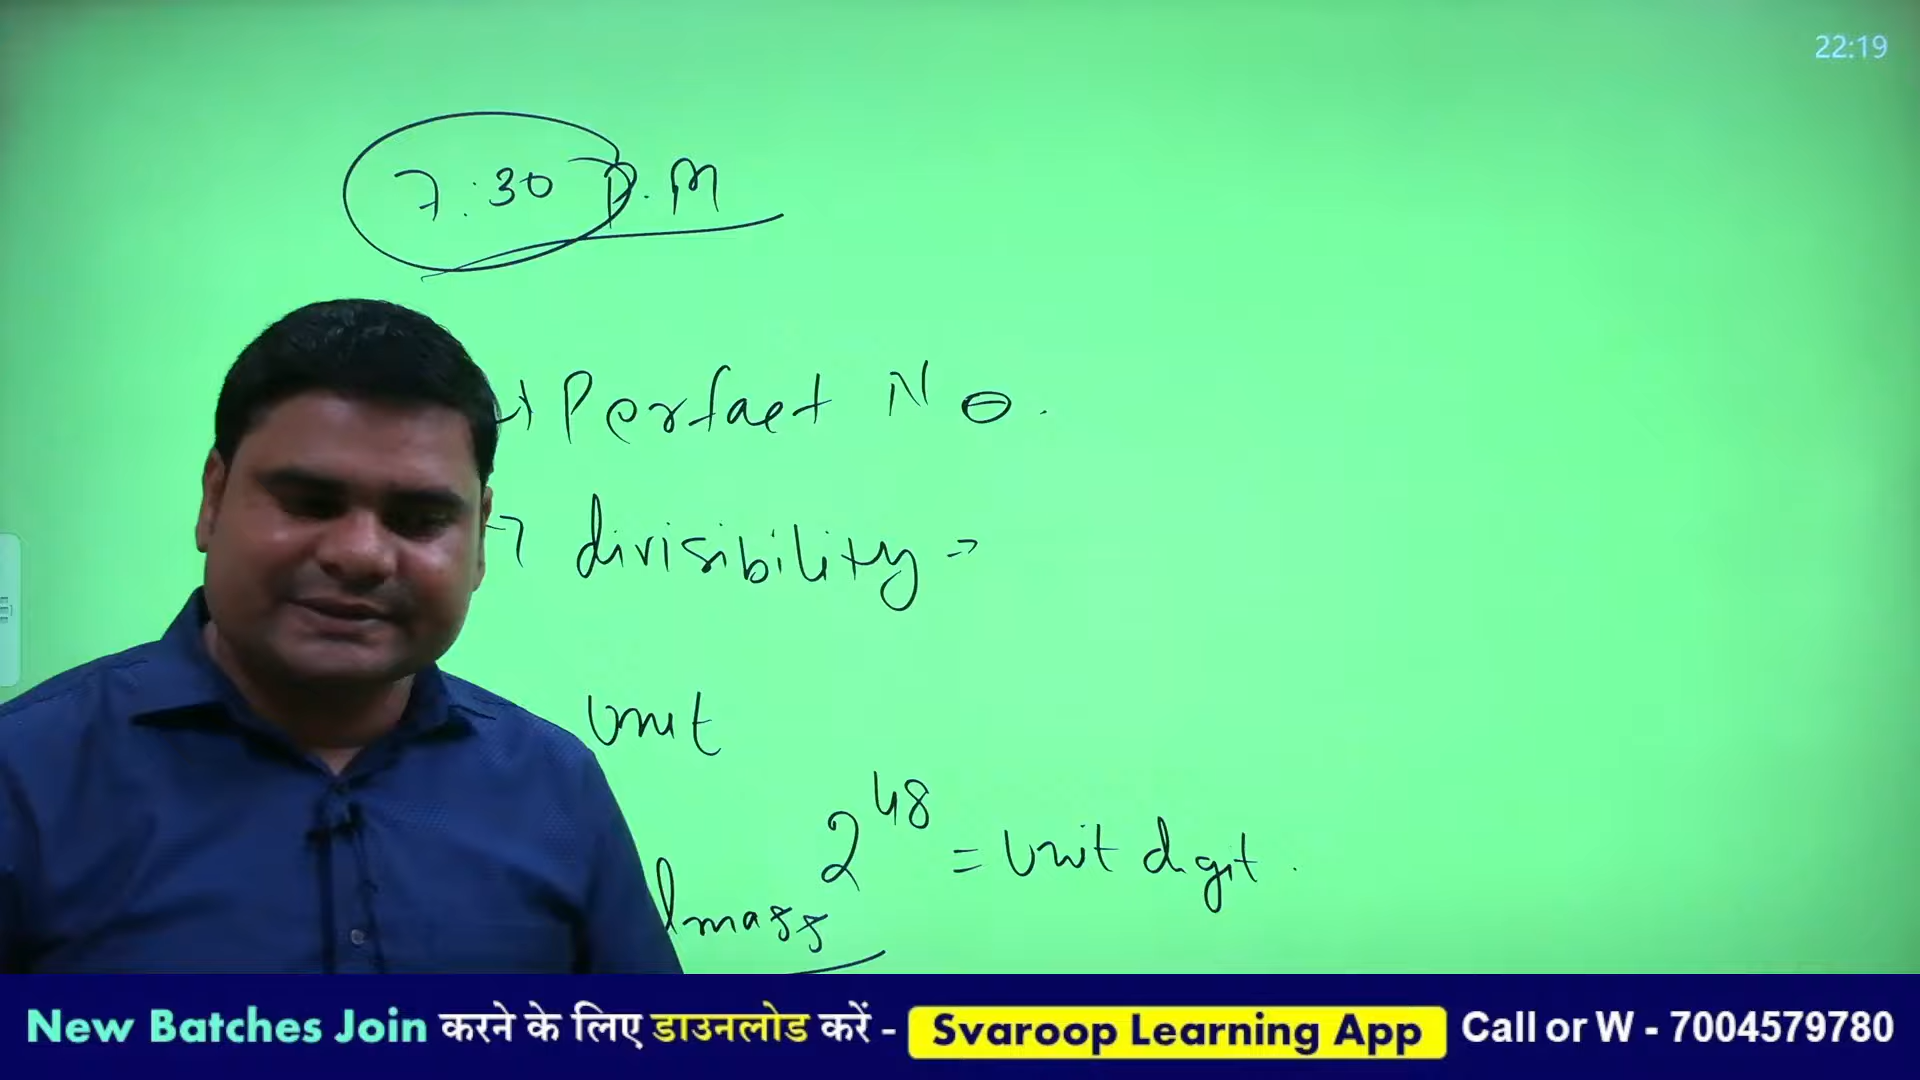 22:19
7:30 P.M
Perfact No.
divisibility
Unit
2^48 = Unit digit.
New Batches Join करने के लिए डाउनलोड करें - Svaroop Learning App Call or W - 7004579780